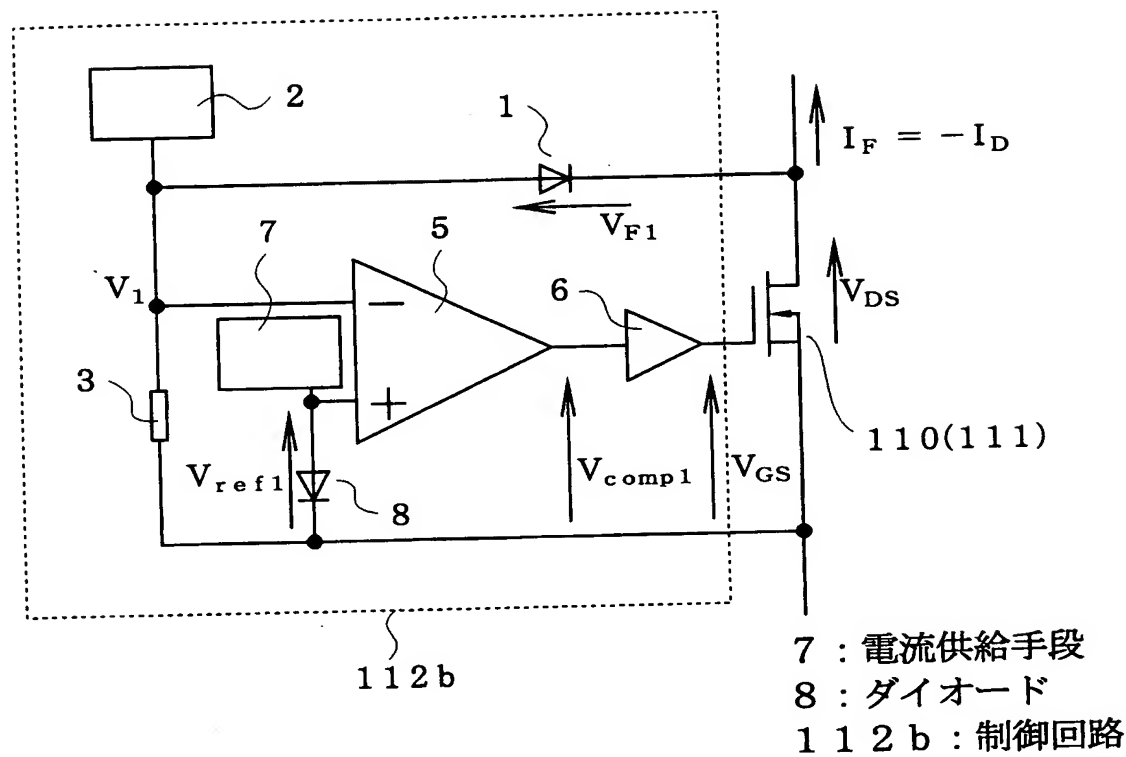 2
1
I_F = -I_D
V_F1
7
5
V_1
6
V_DS
3
110(111)
V_ref1
V_comp1
V_GS
8
112b
7：電流供給手段
8：ダイオード
112b：制御回路